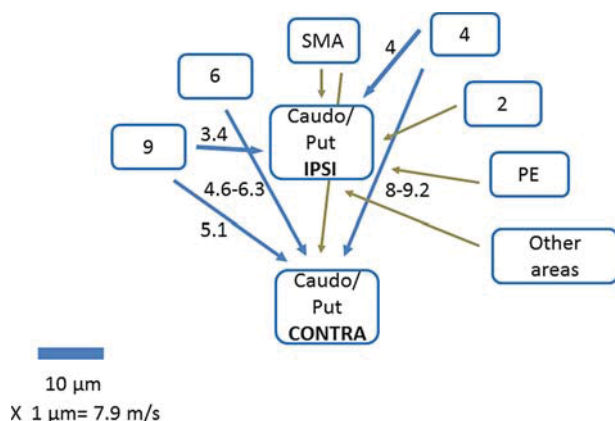 SMA
4
4
6
Caudo/
Put
IPSI
2
9
3.4
PE
4.6-6.3
8-9.2
5.1
Other
areas
Caudo/
Put
CONTRA
10 µm
X 1 µm= 7.9 m/s